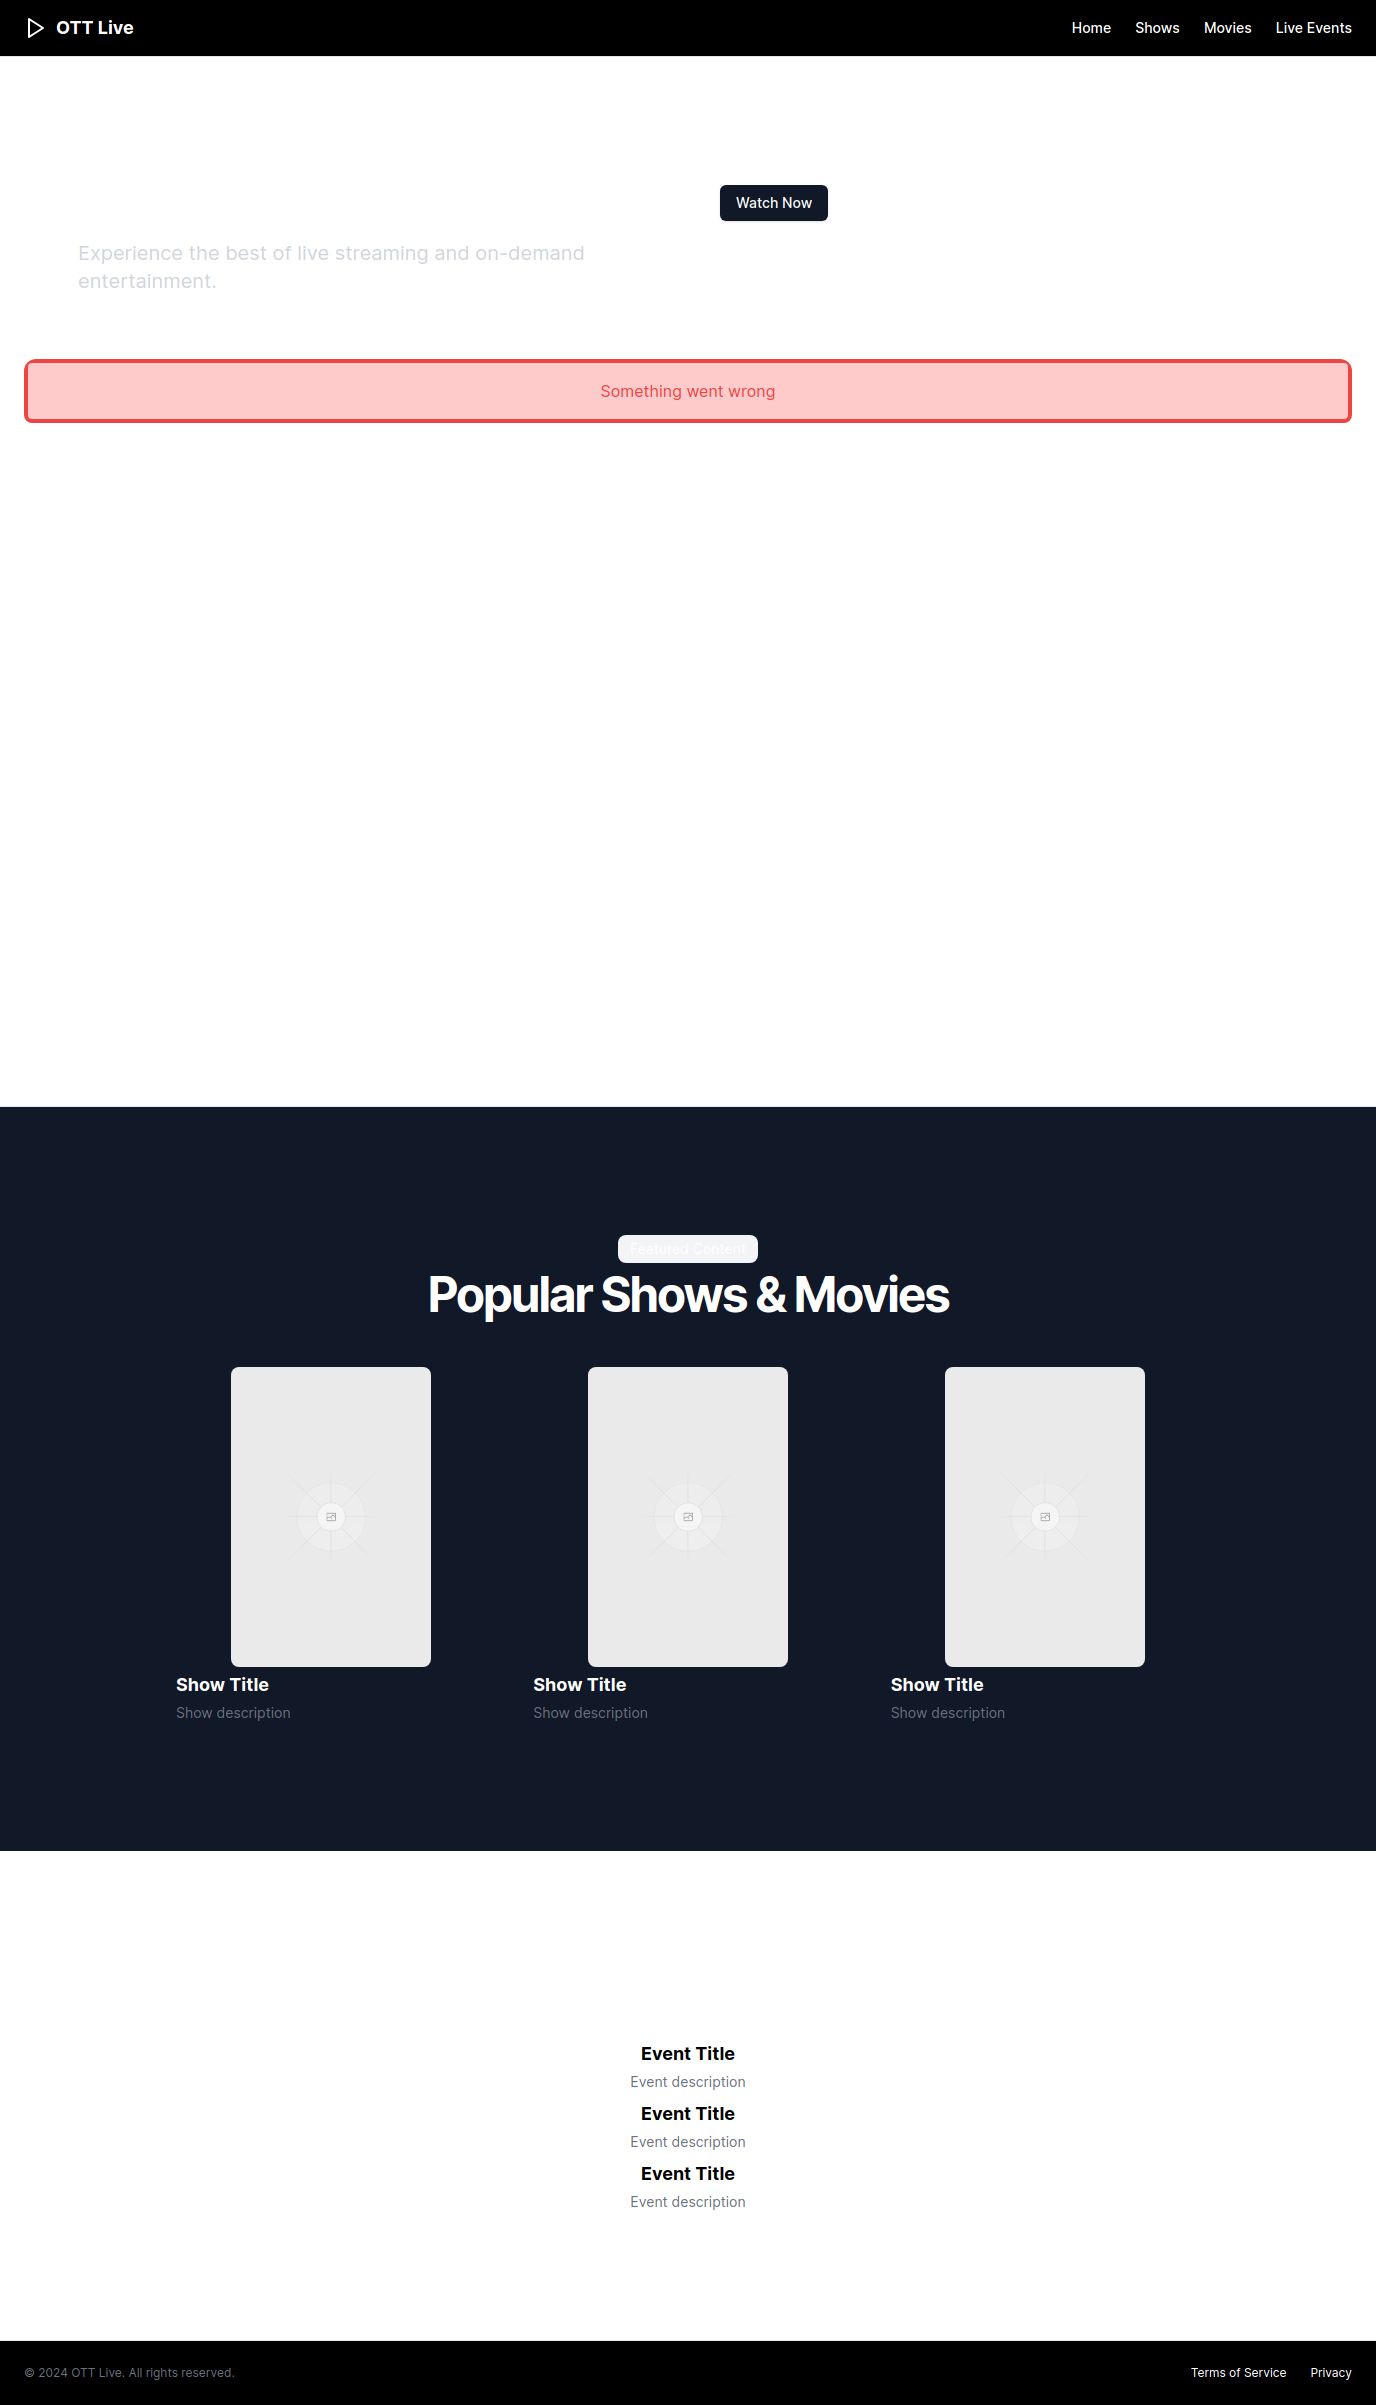 OTT Live
Home Shows Movies Live Events
Watch Now
Experience the best of live streaming and on-demand
entertainment.
Something went wrong
Featured Content
Popular Shows & Movies
Show Title Show Title Show Title
Show description Show description Show description
Event Title
Event description
Event Title
Event description
Event Title
Event description
© 2024 OTT Live. All rights reserved.
Terms of Service Privacy